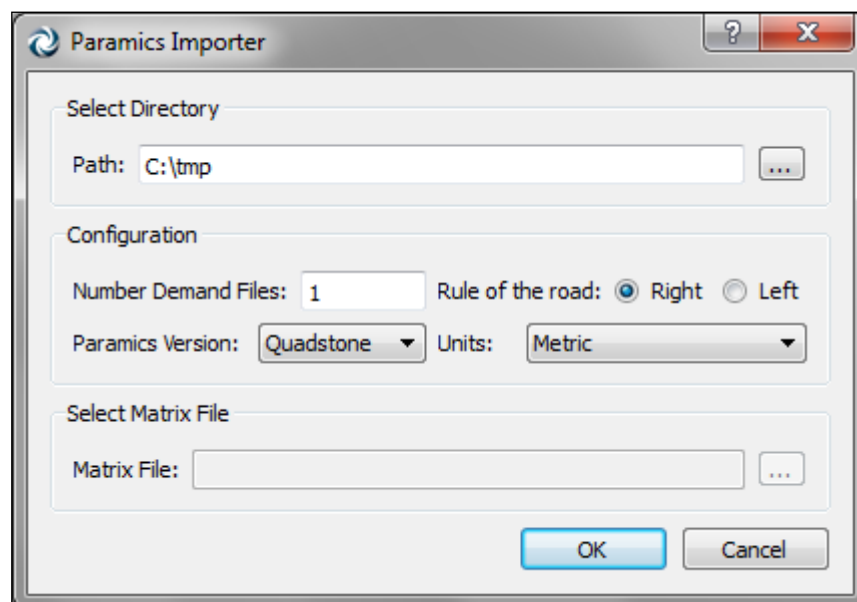 Paramics Importer
Select Directory
Path: C:\tmp ...
Configuration
Number Demand Files: 1 Rule of the road: Right Left
Paramics Version: Quadstone Units: Metric
Select Matrix File
Matrix File: ...
OK Cancel